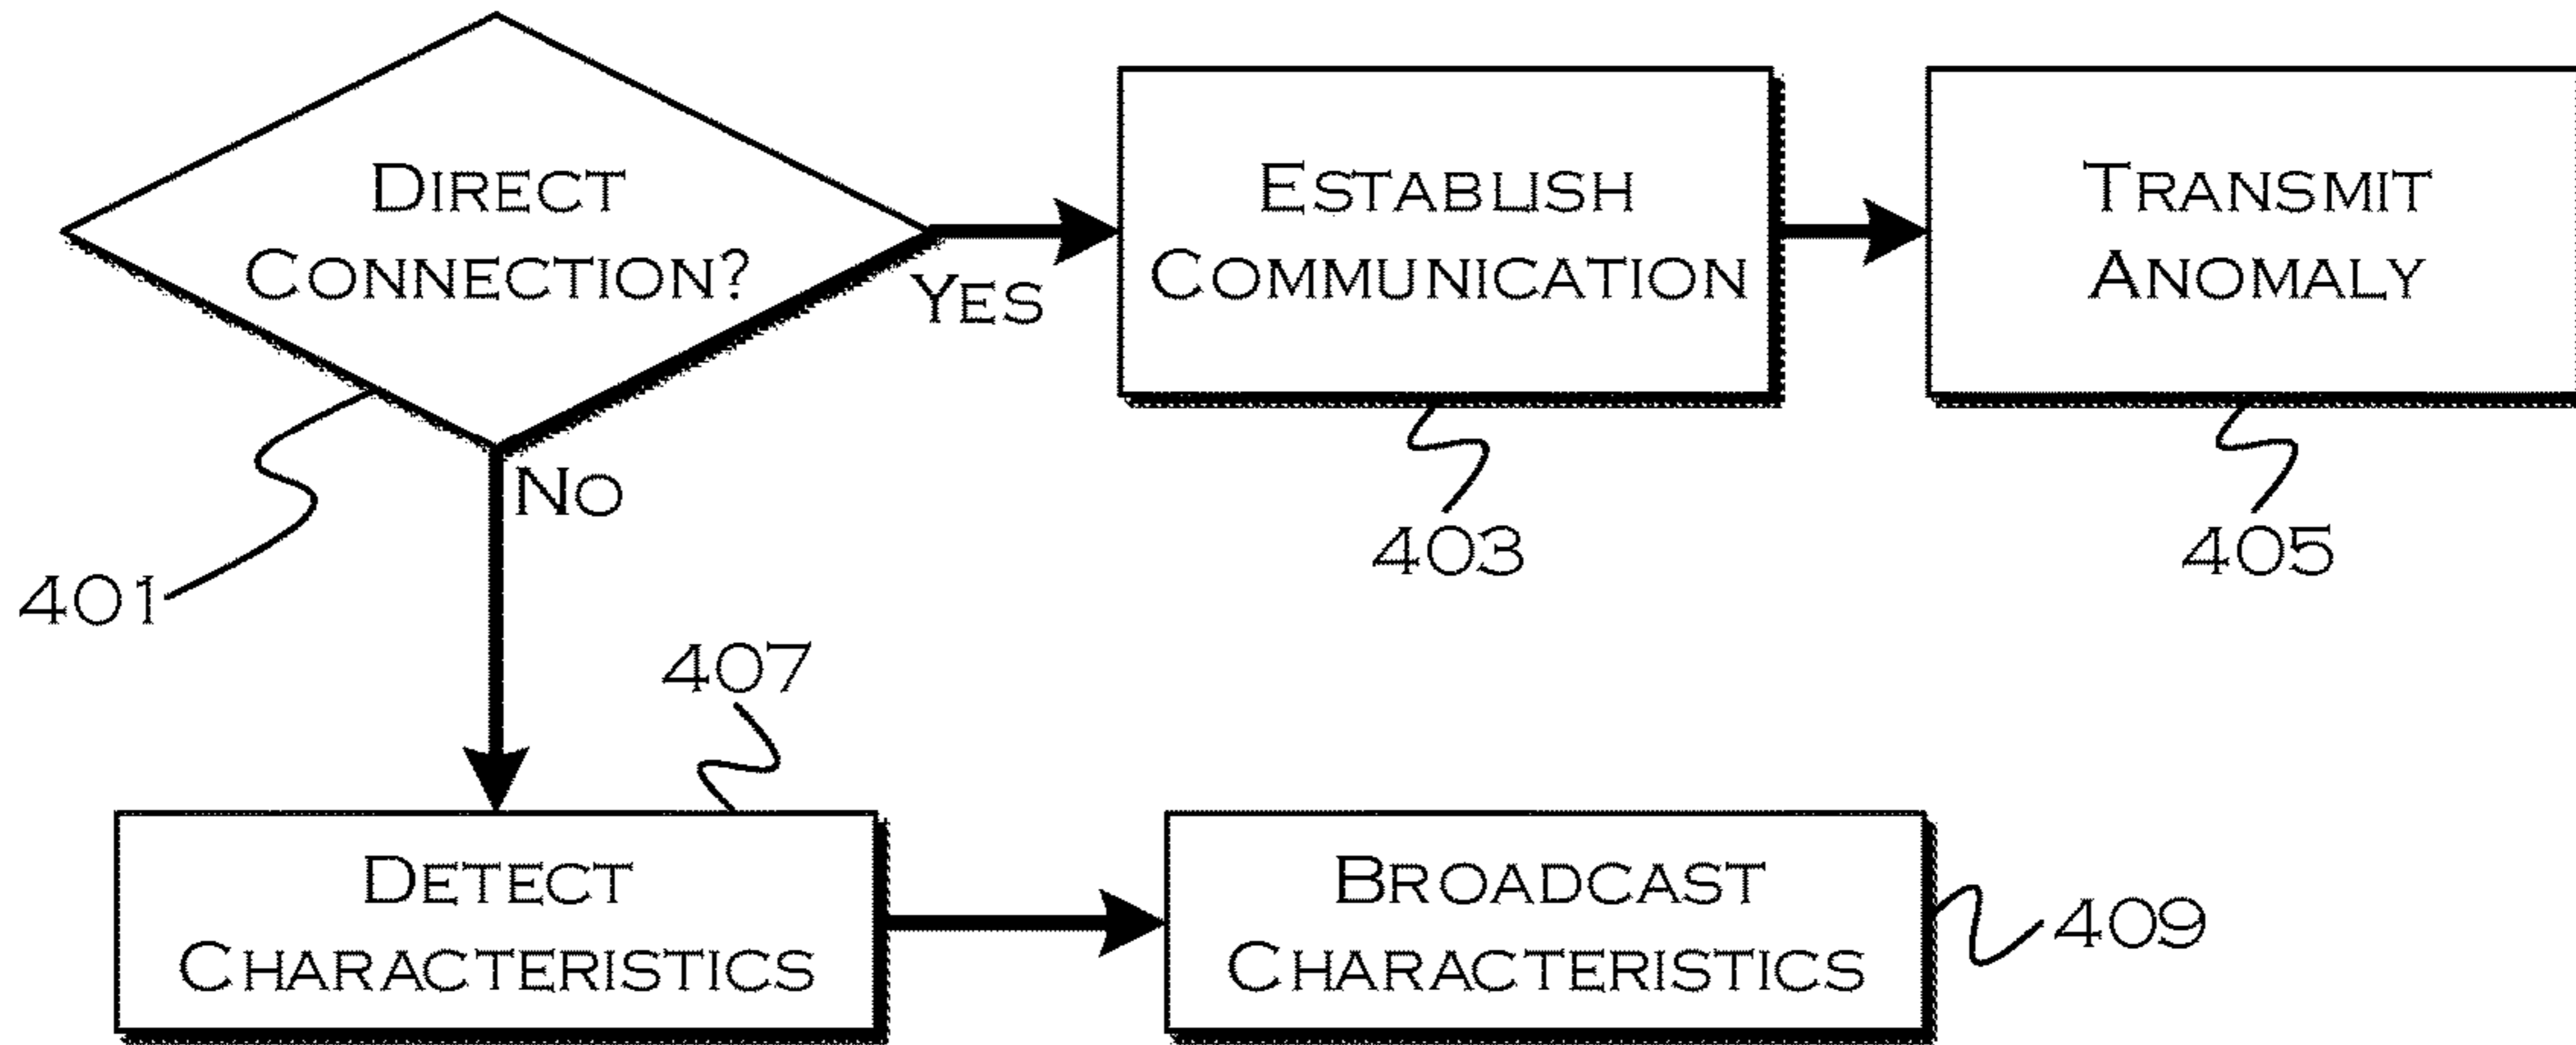 DIRECT
CONNECTION?
YES
ESTABLISH
COMMUNICATION
TRANSMIT
ANOMALY
NO
401
403
405
407
DETECT
CHARACTERISTICS
BROADCAST
CHARACTERISTICS
409